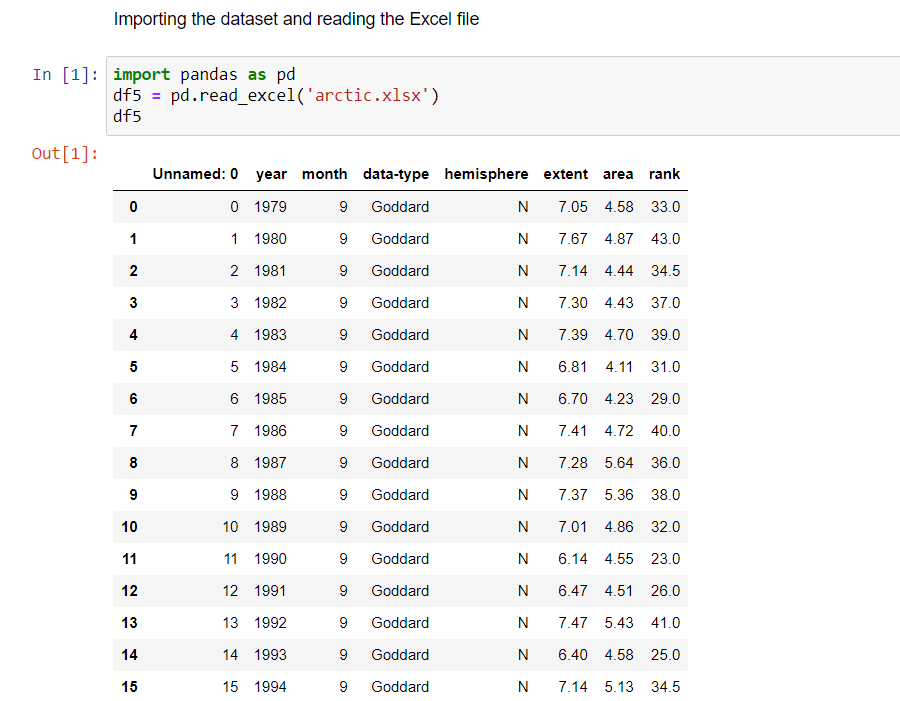 Importing the dataset and reading the Excel file
In [1]: import pandas as pd
df5 = pd.read_excel('arctic.xlsx')
df5
Out[1]:
Unnamed: 0 year month data-type hemisphere extent area rank
0 0 1979 9 Goddard N 7.05 4.58 33.0
1 1 1980 9 Goddard N 7.67 4.87 43.0
2 2 1981 9 Goddard N 7.14 4.44 34.5
3 3 1982 9 Goddard N 7.30 4.43 37.0
4 4 1983 9 Goddard N 7.39 4.70 39.0
5 5 1984 9 Goddard N 6.81 4.11 31.0
6 6 1985 9 Goddard N 6.70 4.23 29.0
7 7 1986 9 Goddard N 7.41 4.72 40.0
8 8 1987 9 Goddard N 7.28 5.64 36.0
9 9 1988 9 Goddard N 7.37 5.36 38.0
10 10 1989 9 Goddard N 7.01 4.86 32.0
11 11 1990 9 Goddard N 6.14 4.55 23.0
12 12 1991 9 Goddard N 6.47 4.51 26.0
13 13 1992 9 Goddard N 7.47 5.43 41.0
14 14 1993 9 Goddard N 6.40 4.58 25.0
15 15 1994 9 Goddard N 7.14 5.13 34.5